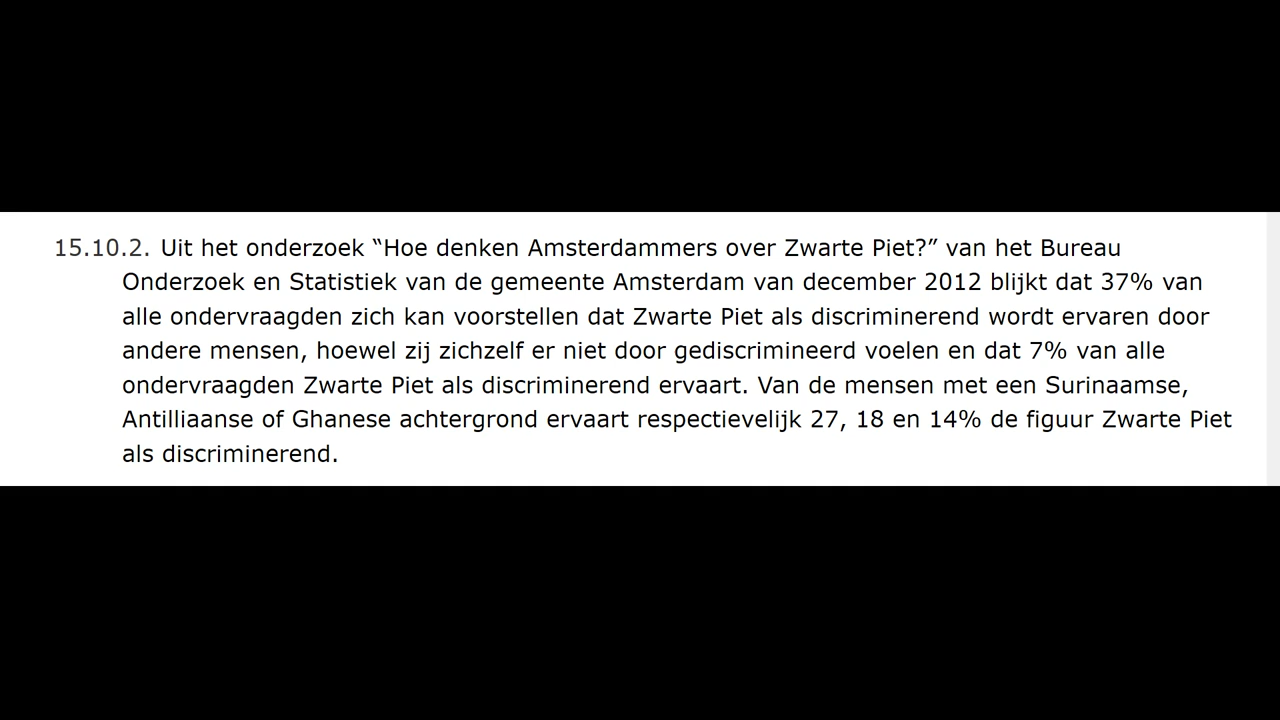 15.10.2. Uit het onderzoek “Hoe denken Amsterdammers over Zwarte Piet?” van het Bureau
Onderzoek en Statistiek van de gemeente Amsterdam van december 2012 blijkt dat 37% van
alle ondervraagden zich kan voorstellen dat Zwarte Piet als discriminerend wordt ervaren door
andere mensen, hoewel zij zichzelf er niet door gediscrimineerd voelen en dat 7% van alle
ondervraagden Zwarte Piet als discriminerend ervaart. Van de mensen met een Surinaamse,
Antilliaanse of Ghanese achtergrond ervaart respectievelijk 27, 18 en 14% de figuur Zwarte Piet
als discriminerend.